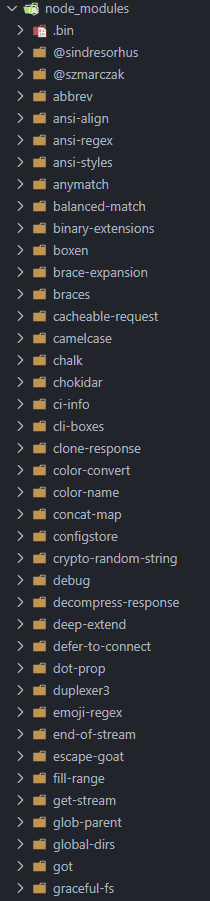 node_modules
.bin
@sindresorhus
@szmarczak
abbrev
ansi-align
ansi-regex
ansi-styles
anymatch
balanced-match
binary-extensions
boxen
brace-expansion
braces
cacheable-request
camelcase
chalk
chokidar
ci-info
cli-boxes
clone-response
color-convert
color-name
concat-map
configstore
crypto-random-string
debug
decompress-response
deep-extend
defer-to-connect
dot-prop
duplexer3
emoji-regex
end-of-stream
escape-goat
fill-range
get-stream
glob-parent
global-dirs
got
graceful-fs